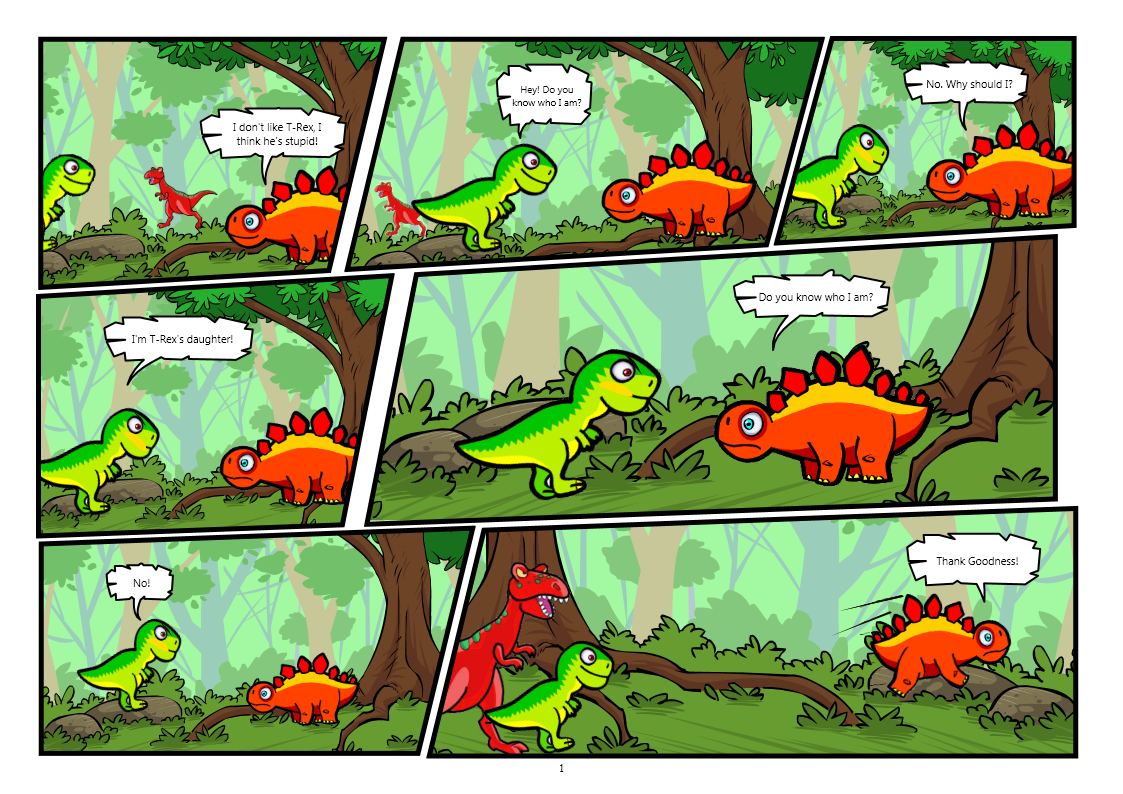 I don't like T-Rex, I
think he's stupid!
Hey! Do you
know who I am?
No. Why should I?
I'm T-Rex's daughter!
Do you know who I am?
No!
Thank Goodness!
1